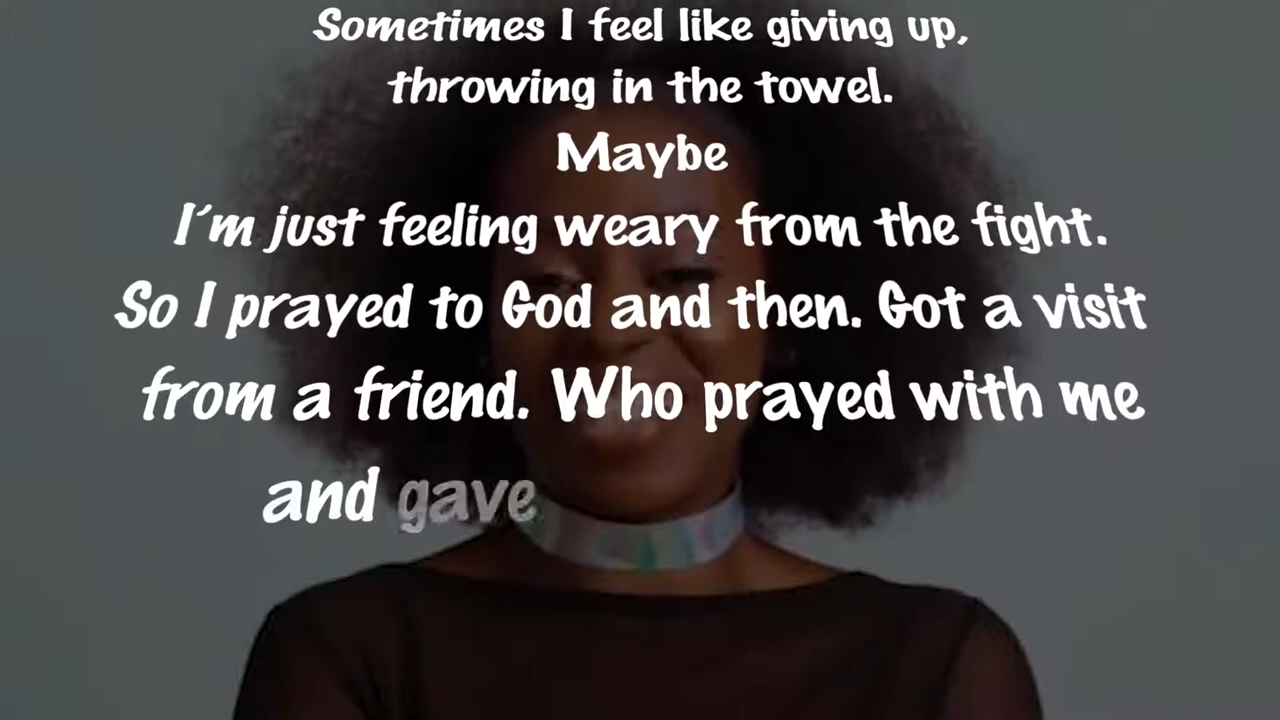 Sometimes I feel like giving up,
throwing in the towel.
Maybe
I'm just feeling weary from the fight.
So I prayed to God and then. Got a visit
from a friend. Who prayed with me
and gave